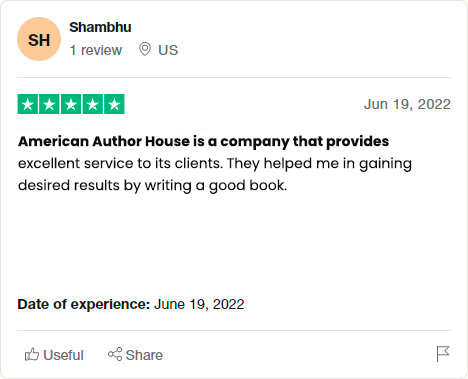 SH
Shambhu
1 review US
Jun 19, 2022
American Author House is a company that provides
excellent service to its clients. They helped me in gaining
desired results by writing a good book.
Date of experience: June 19, 2022
Useful Share